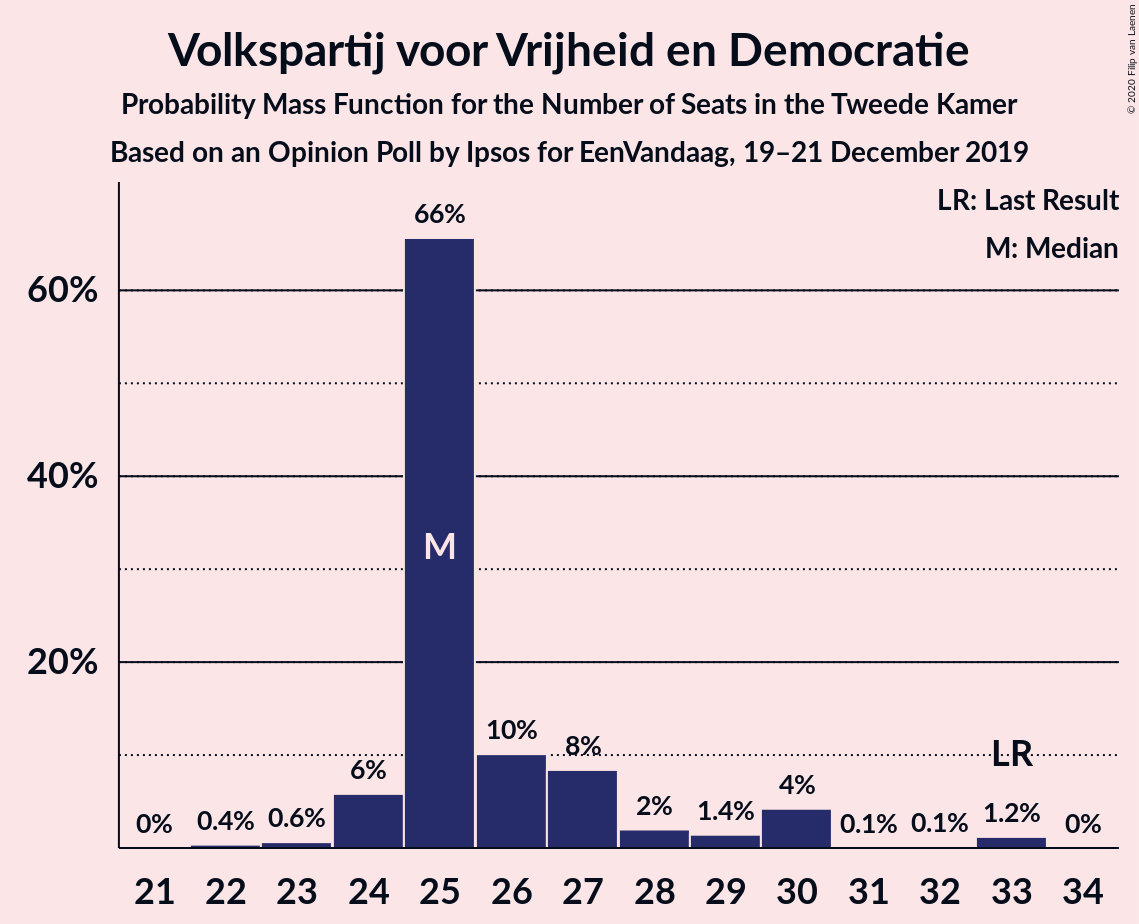 Volkspartij voor Vrijheid en Democratie
Probability Mass Function for the Number of Seats in the Tweede Kamer
Based on an Opinion Poll by Ipsos for EenVandaag, 19–21 December 2019
© 2020 Filip van Laenen
LR: Last Result
M: Median
60%
40%
20%
0%
0.4%
0.6%
6%
66%
M
10%
8%
2%
1.4%
4%
0.1%
0.1%
LR
1.2%
0%
21 22 23 24 25 26 27 28 29 30 31 32 33 34